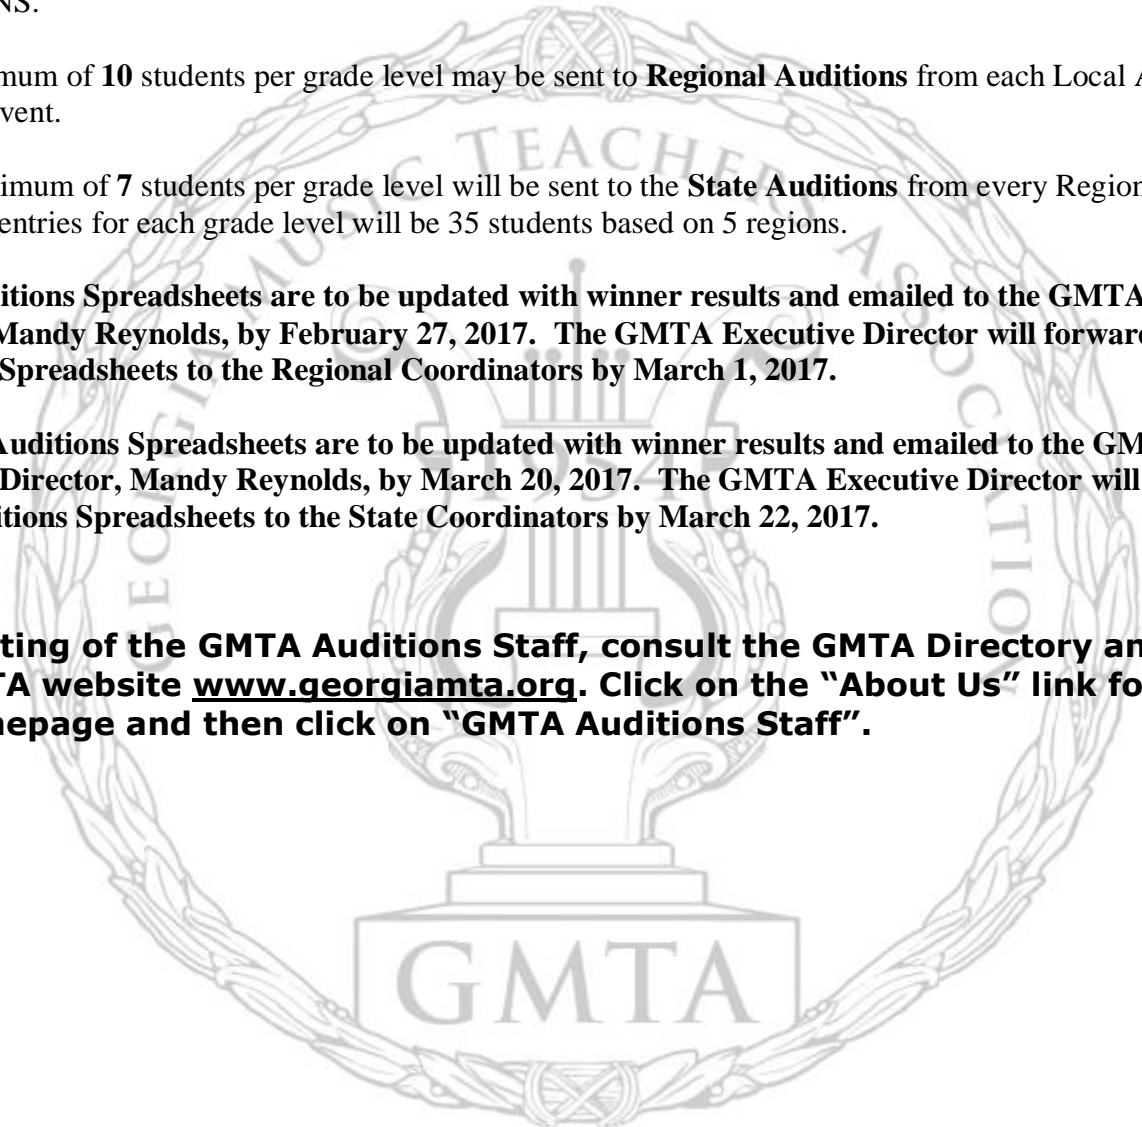 NS.
mum of 10 students per grade level may be sent to Regional Auditions from each Local A
vent.
imum of 7 students per grade level will be sent to the State Auditions from every Region
entries for each grade level will be 35 students based on 5 regions.
itions Spreadsheets are to be updated with winner results and emailed to the GMTA
Mandy Reynolds, by February 27, 2017. The GMTA Executive Director will forward
Spreadsheets to the Regional Coordinators by March 1, 2017.
Auditions Spreadsheets are to be updated with winner results and emailed to the GM
Director, Mandy Reynolds, by March 20, 2017. The GMTA Executive Director will
itions Spreadsheets to the State Coordinators by March 22, 2017.
ting of the GMTA Auditions Staff, consult the GMTA Directory an
TA website www.georgiamta.org. Click on the “About Us” link fo
nepage and then click on “GMTA Auditions Staff”.
GEORGIA MUSIC TEACHERS ASSOCIATION
1954
GMTA